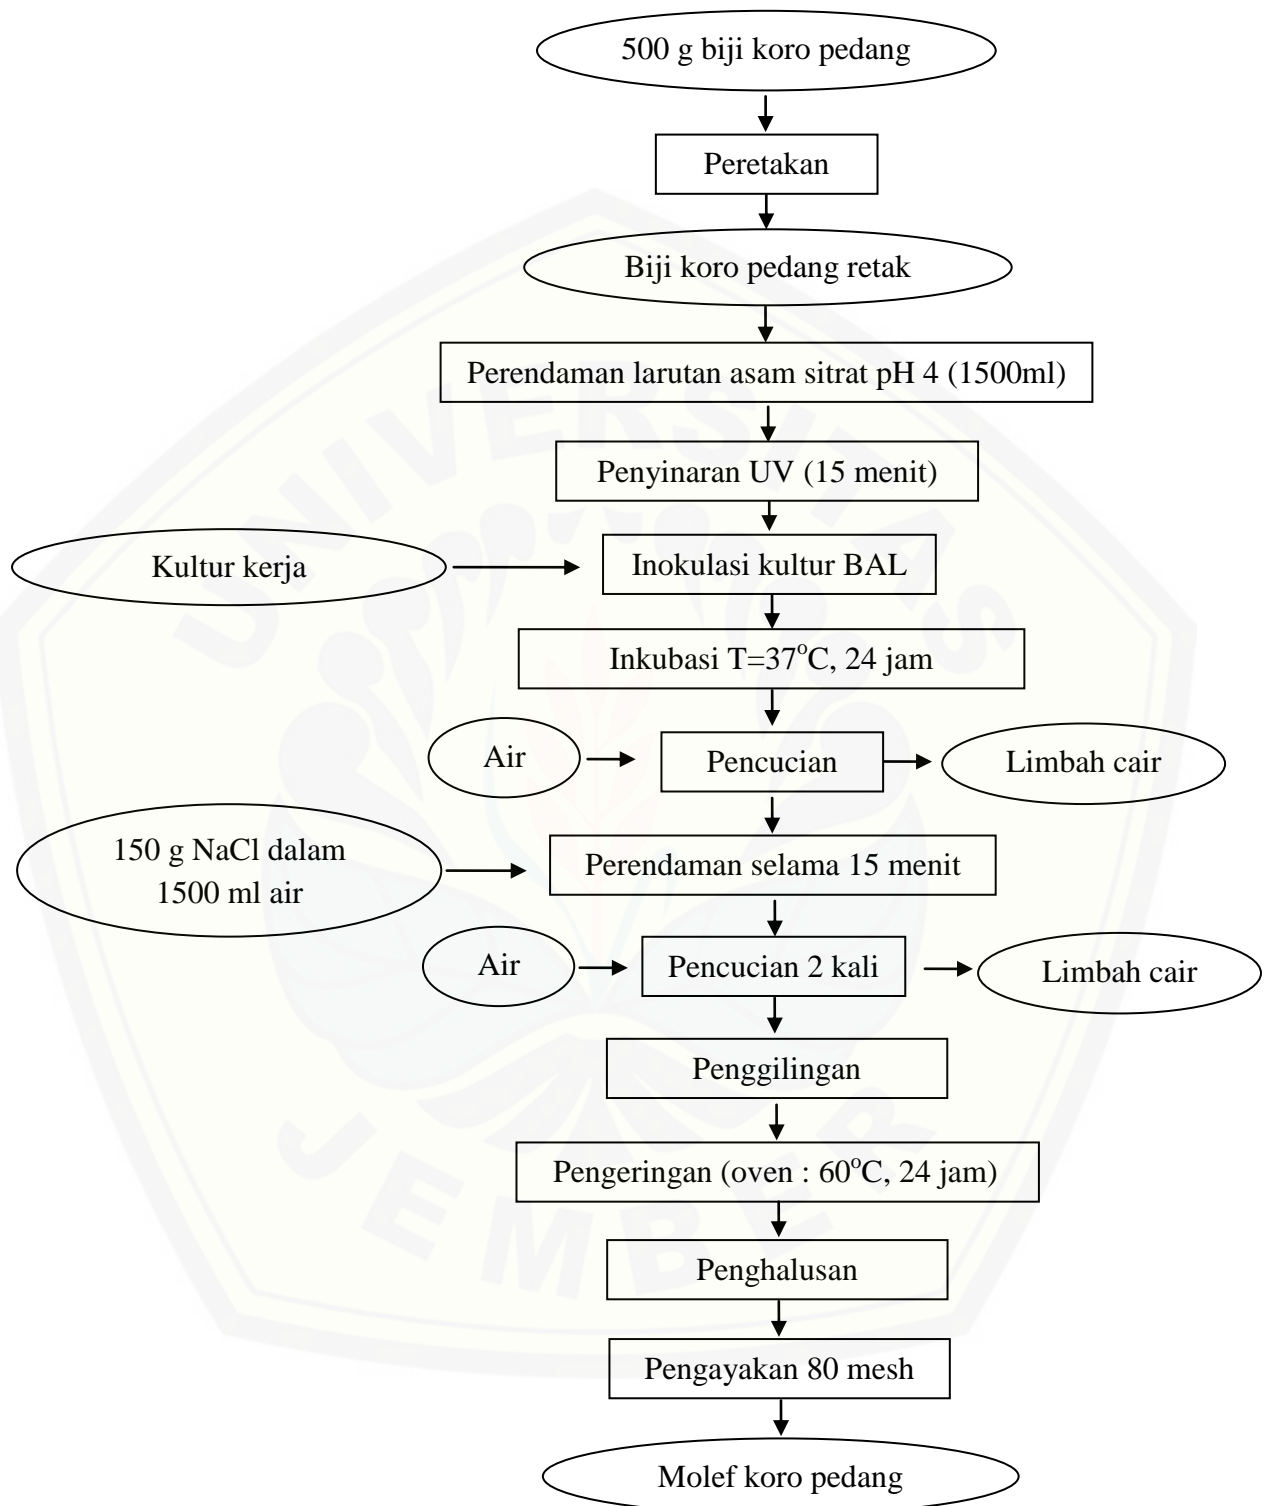 500 g biji koro pedang
Peretakan
Biji koro pedang retak
Perendaman larutan asam sitrat pH 4 (1500ml)
Penyinaran UV (15 menit)
Kultur kerja
Inokulasi kultur BAL
Inkubasi T=37°C, 24 jam
Air
Pencucian
Limbah cair
150 g NaCl dalam
1500 ml air
Perendaman selama 15 menit
Air
Pencucian 2 kali
Limbah cair
Penggilingan
Pengeringan (oven : 60°C, 24 jam)
Penghalusan
Pengayakan 80 mesh
Molef koro pedang
UNIVERSITAS
JEMBER